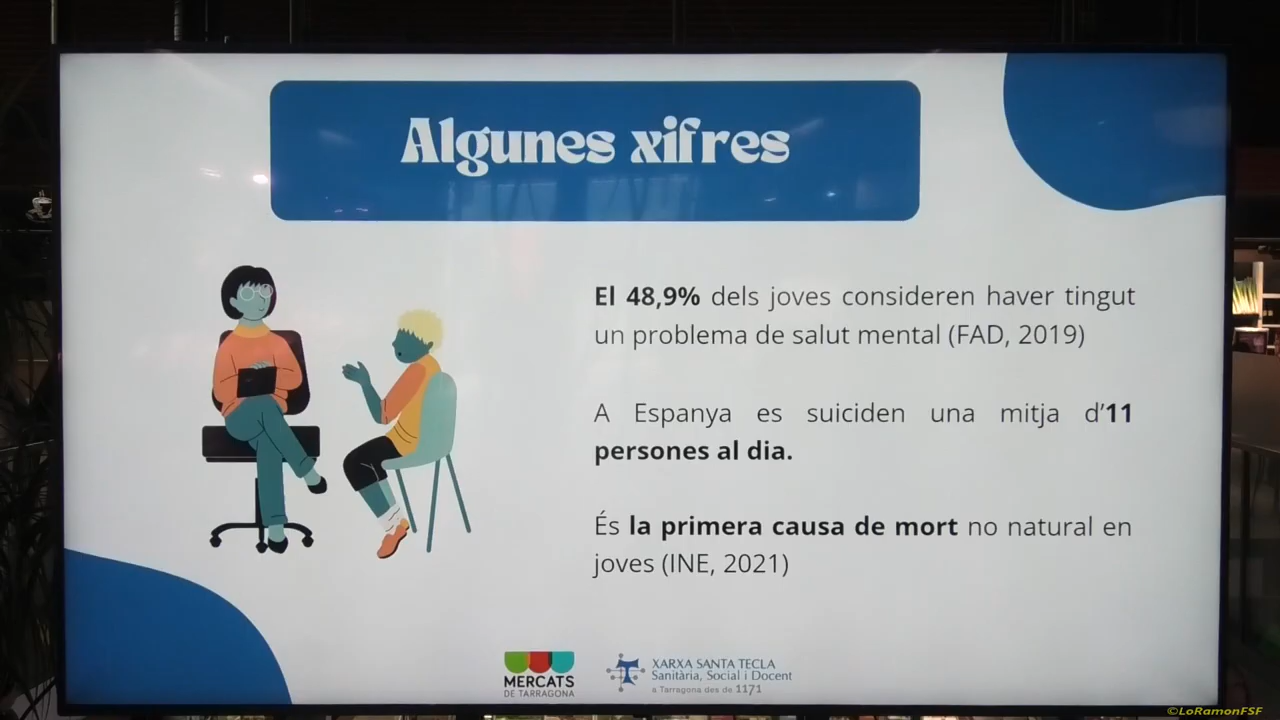 Algunes xifres
El 48,9% dels joves consideren haver tingut
un problema de salut mental (FAD, 2019)
A Espanya es suiciden una mitja d'11
persones al dia.
És la primera causa de mort no natural en
joves (INE, 2021)
MERCATS
DE TARRAGONA
XARXA SANTA TECLA
Sanitària, Social i Docent
a Tarragona des de 1171
©LoRamonFSF